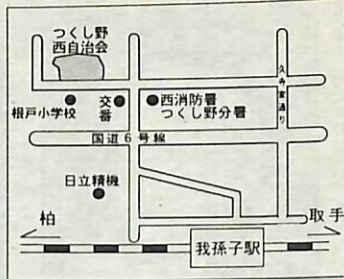 つくし野
西自治会
久寺家通り
根戸小学校
交番
西消防署
つくし野分署
国道6号線
日立精機
柏
取手
我孫子駅